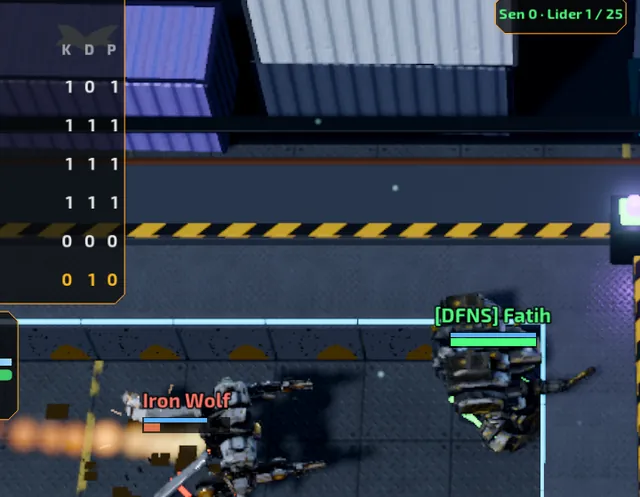 Sen 0 · Lider 1 / 25
K D P
1 0 1
1 1 1
1 1 1
1 1 1
0 0 0
0 1 0
[DFNS] Fatih
Iron Wolf